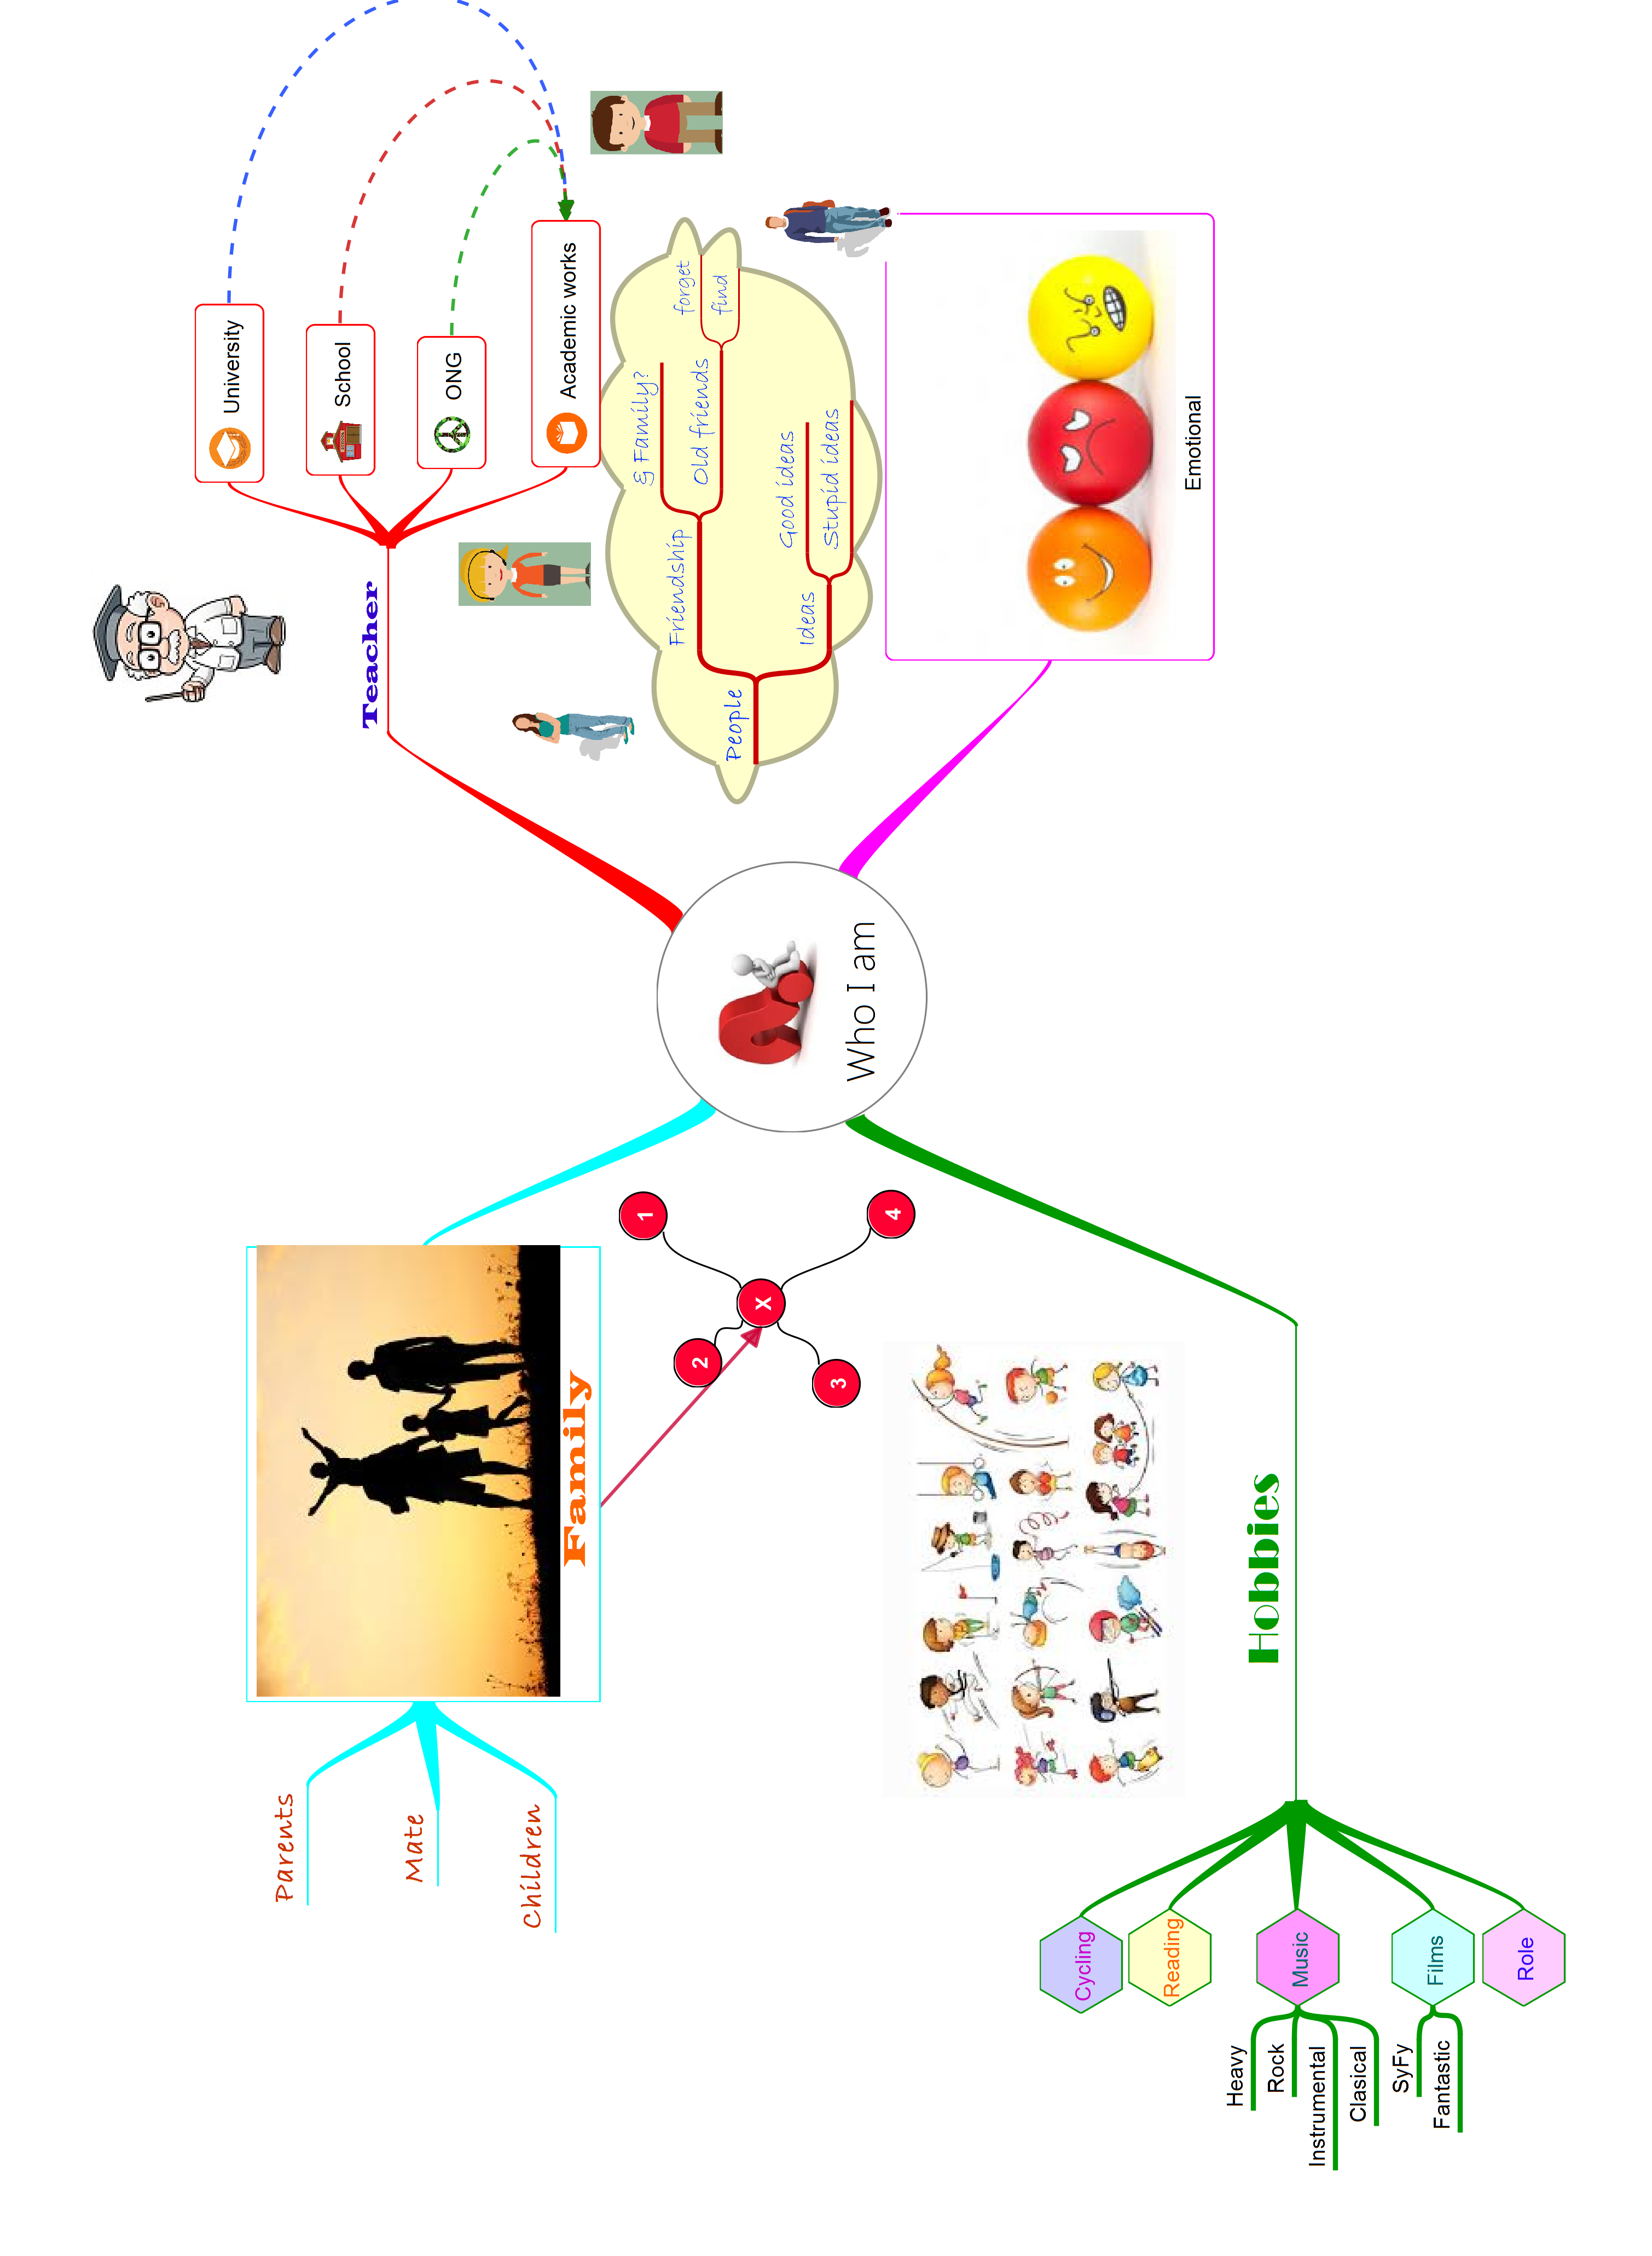 Who I am
Teacher
University
School
ONG
Academic works
People
Friendship
& Family?
Old friends
forget
find
Ideas
Good ideas
Stupid ideas
Emotional
Family
Parents
Mate
Children
1
2
X
3
4
Hobbies
Cycling
Reading
Music
Heavy
Rock
Instrumental
Clasical
Films
SyFy
Fantastic
Role